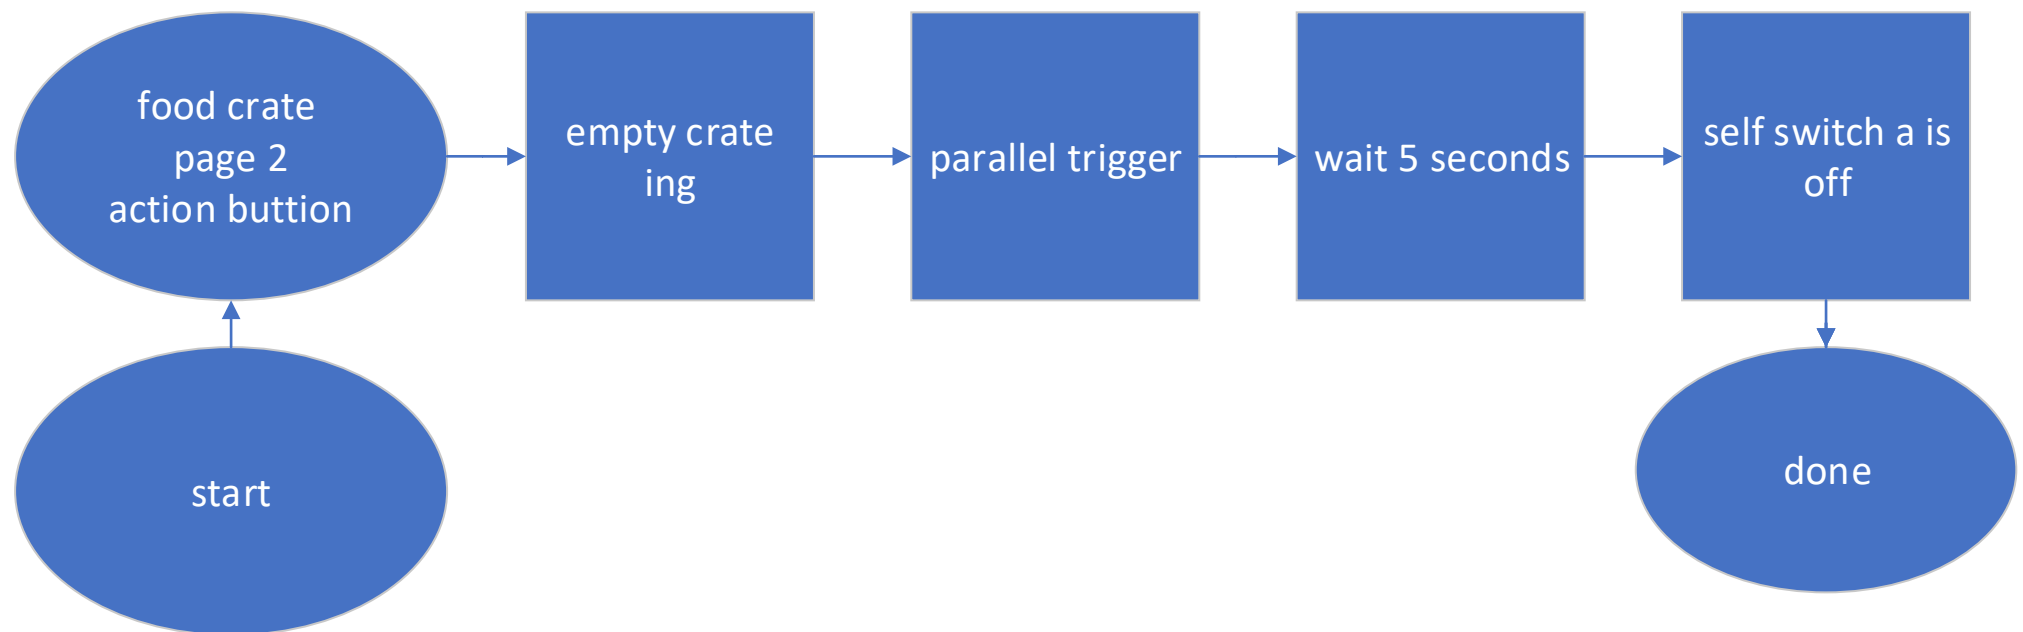 start
food crate
page 2
action buttion
empty crate
ing
parallel trigger
wait 5 seconds
self switch a is
off
done